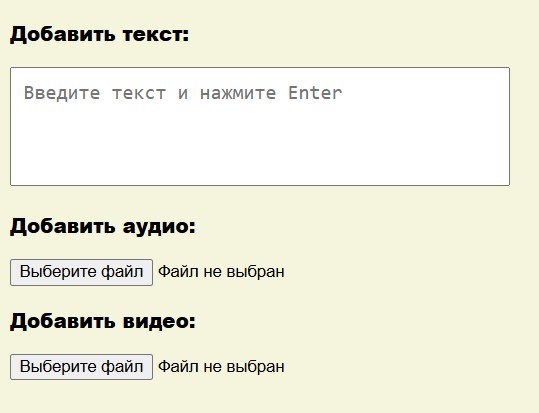 Добавить текст:
Введите текст и нажмите Enter
Добавить аудио:
Выберите файл Файл не выбран
Добавить видео:
Выберите файл Файл не выбран